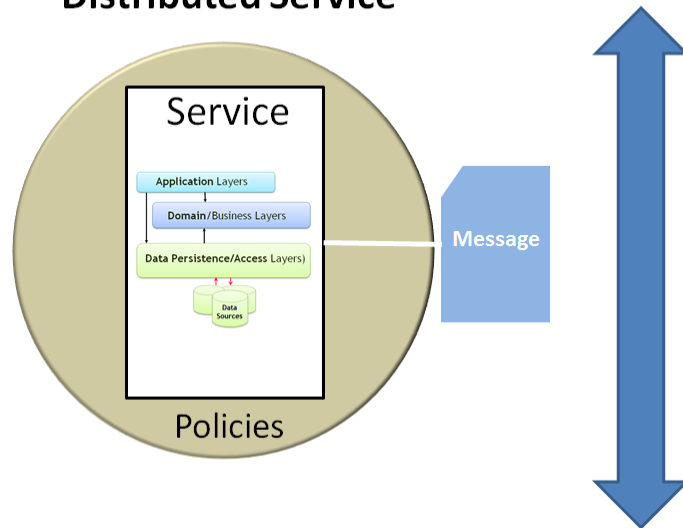 Distributed Service
Service
Application Layers
Domain/Business Layers
Data Persistence/Access Layers)
Data
Sources
Message
Policies